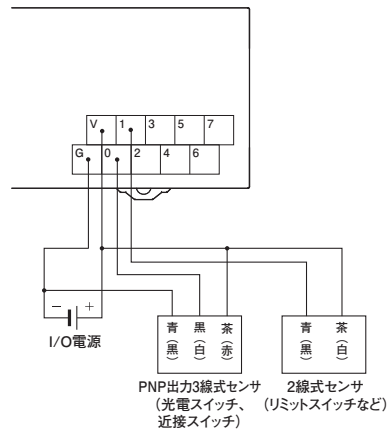 V 1 3 5 7
G 0 2 4 6
− +
I/O電源
青(黒) 黒(白) 茶(赤)
青(黒) 茶(白)
PNP出力3線式センサ
(光電スイッチ、
近接スイッチ)
2線式センサ
(リミットスイッチなど)